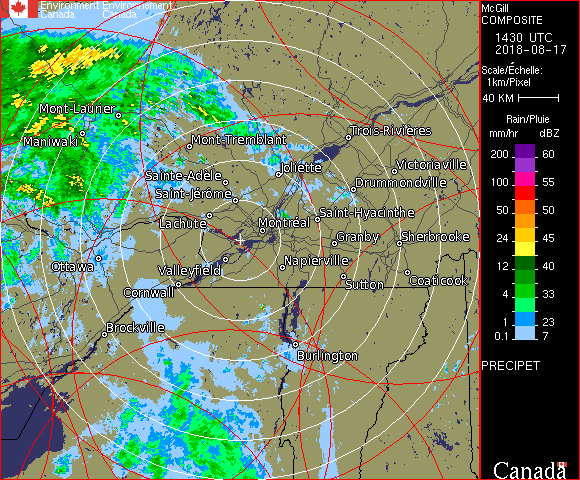 Environment Environnement
Canada Canada
McGill
COMPOSITE
1430 UTC
2018-08-17
Scale/Échelle:
1km/Pixel
40 KM
Rain/Pluie
mm/hr dBZ
200 60
100 55
50 50
24 45
12 40
4 33
1 23
0.1 7
PRECIPET
Canada
Mont-Laurier
Maniwaki
Mont-Tremblant
Trois-Rivières
Joliette
Victoriaville
Sainte-Adèle
Drummondville
Saint-Jérôme
Saint-Hyacinthe
Lachute
Montréal
Granby
Sherbrooke
Ottawa
Valleyfield
Napierville
Coaticook
Cornwall
Sutton
Brockville
Burlington